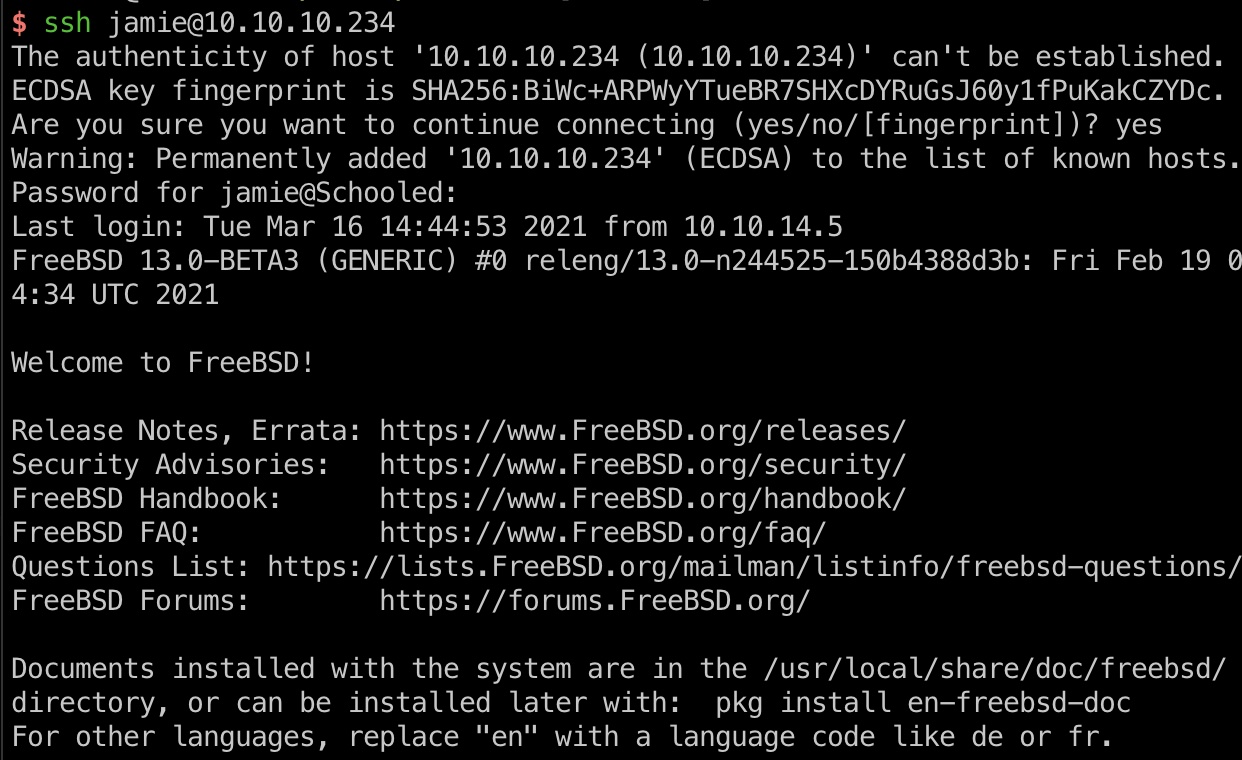 $ ssh jamie@10.10.10.234
The authenticity of host '10.10.10.234 (10.10.10.234)' can't be established.
ECDSA key fingerprint is SHA256:BiWc+ARPWyYTueBR7SHXcDYRuGsJ60y1fPuKakCZYDc.
Are you sure you want to continue connecting (yes/no/[fingerprint])? yes
Warning: Permanently added '10.10.10.234' (ECDSA) to the list of known hosts.
Password for jamie@Schooled:
Last login: Tue Mar 16 14:44:53 2021 from 10.10.14.5
FreeBSD 13.0-BETA3 (GENERIC) #0 releng/13.0-n244525-150b4388d3b: Fri Feb 19 0
4:34 UTC 2021
Welcome to FreeBSD!
Release Notes, Errata: https://www.FreeBSD.org/releases/
Security Advisories:   https://www.FreeBSD.org/security/
FreeBSD Handbook:      https://www.FreeBSD.org/handbook/
FreeBSD FAQ:           https://www.FreeBSD.org/faq/
Questions List: https://lists.FreeBSD.org/mailman/listinfo/freebsd-questions/
FreeBSD Forums:        https://forums.FreeBSD.org/
Documents installed with the system are in the /usr/local/share/doc/freebsd/
directory, or can be installed later with:  pkg install en-freebsd-doc
For other languages, replace "en" with a language code like de or fr.